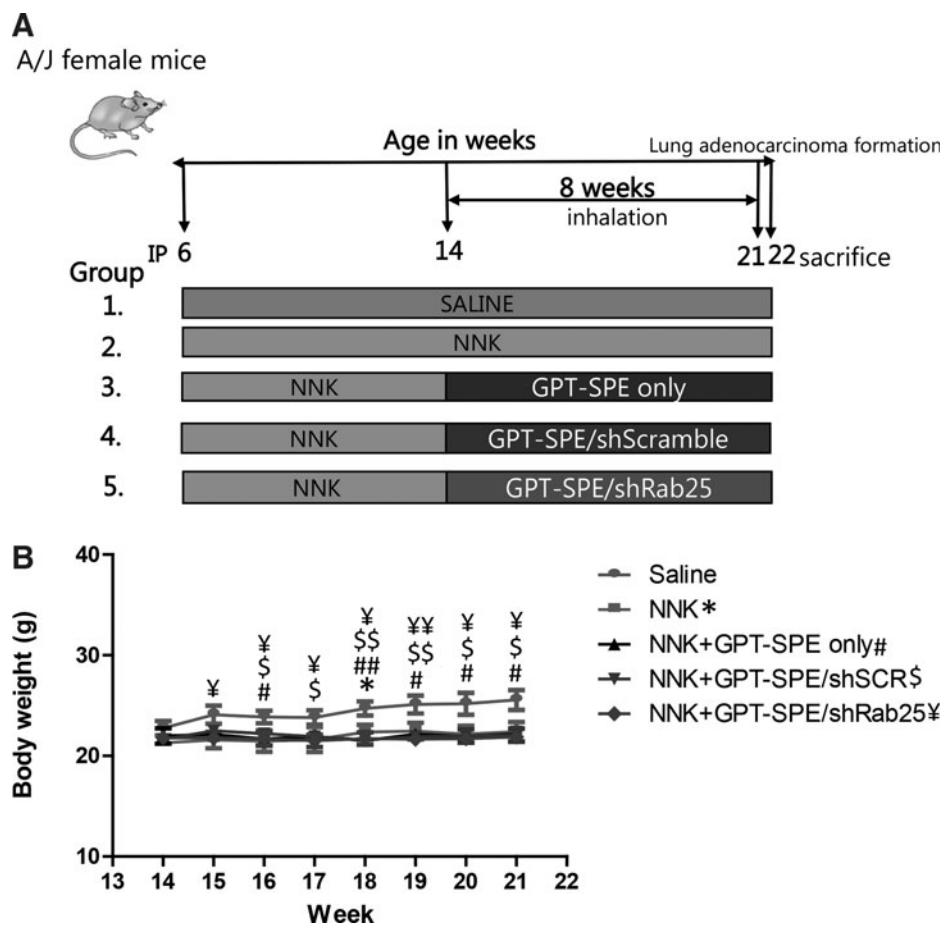 A
A/J female mice
Age in weeks
Lung adenocarcinoma formation
8 weeks
inhalation
IP 6 14 21 22 sacrifice
Group
1. SALINE
2. NNK
3. NNK GPT-SPE only
4. NNK GPT-SPE/shScramble
5. NNK GPT-SPE/shRab25
B
Body weight (g)
40
30
20
10
¥
¥
$
#
¥
$
¥
$$
##
*
¥¥
$$
#
¥
$
#
¥
$
#
13 14 15 16 17 18 19 20 21 22
Week
Saline
NNK*
NNK+GPT-SPE only#
NNK+GPT-SPE/shSCR$
NNK+GPT-SPE/shRab25¥